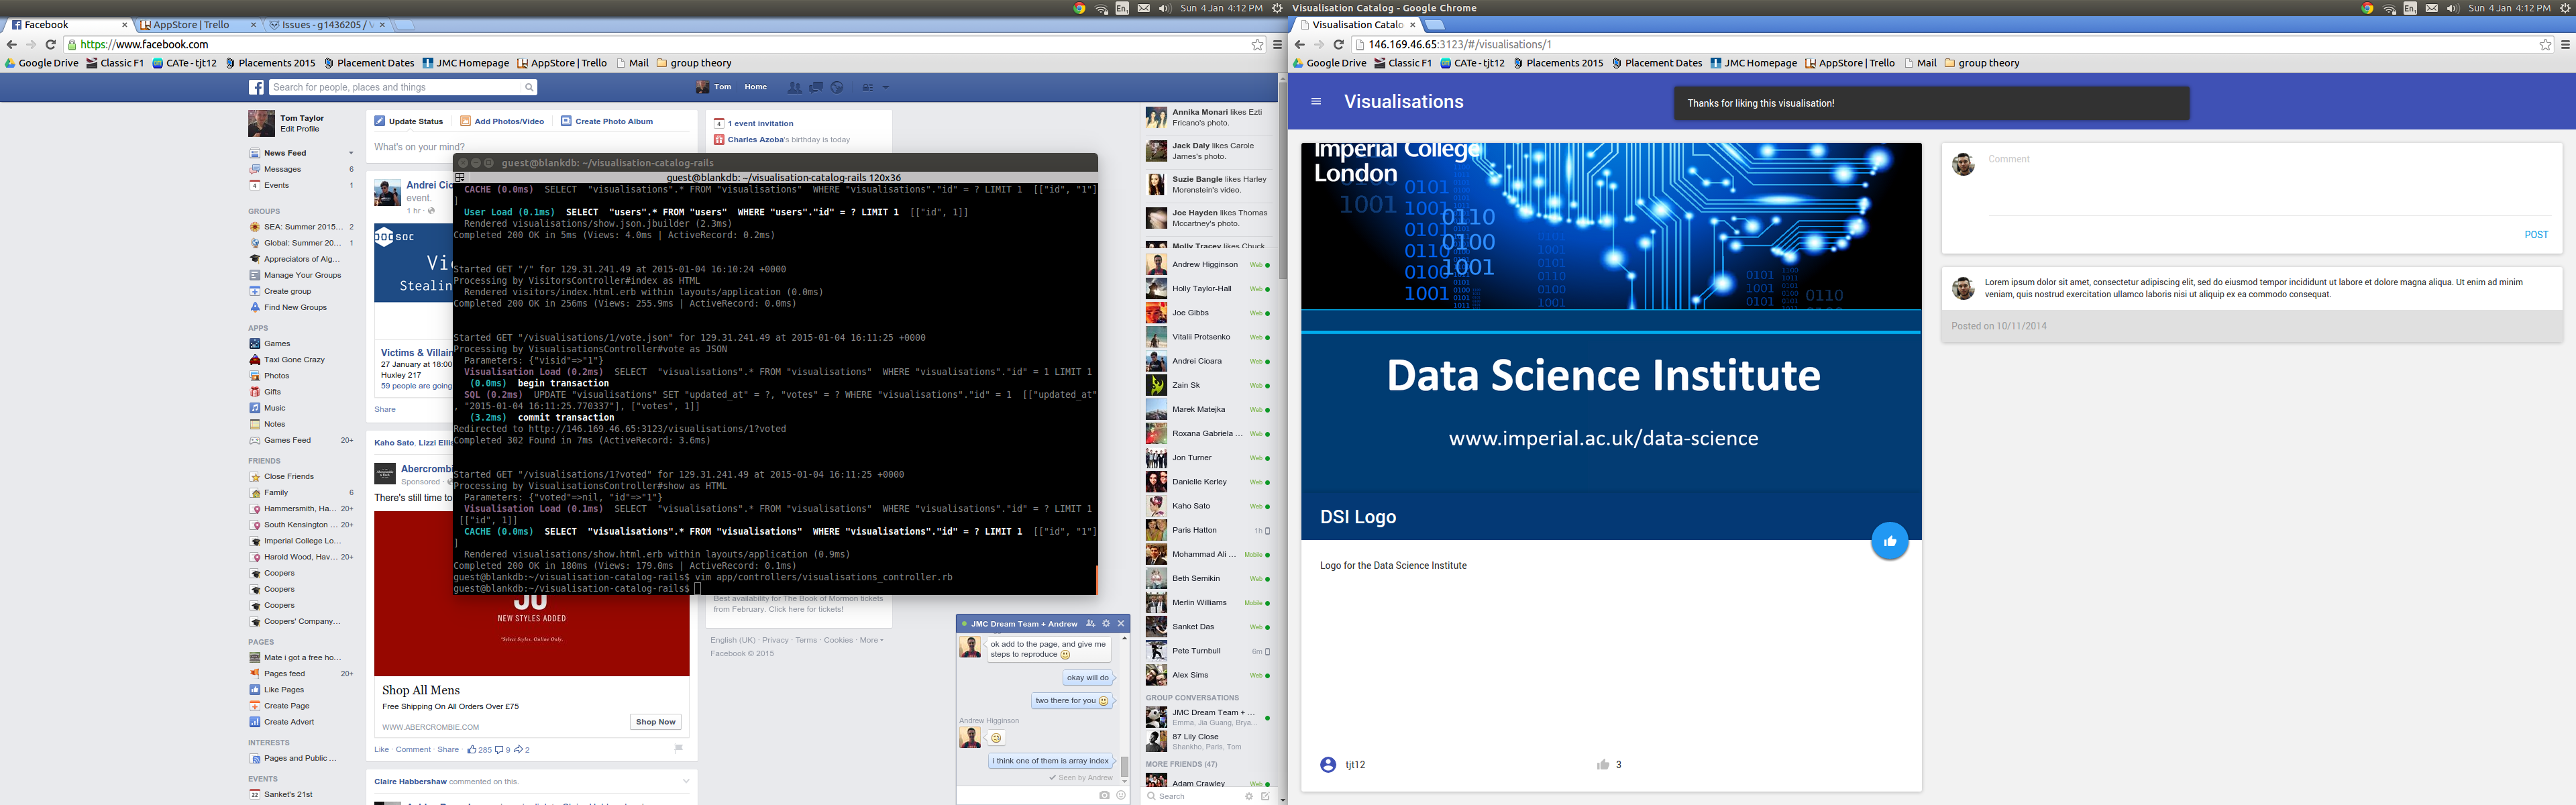 Sun 4 Jan 4:12 PM
Facebook
AppStore | Trello
Issues - g1436205 / V
https://www.facebook.com
Google Drive Classic F1 CATe - tjt12 Placements 2015 Placement Dates JMC Homepage AppStore | Trello Mail group theory
Search for people, places and things
Tom Home
Tom Taylor
Edit Profile
News Feed
Messages 6
Events 1
GROUPS
SEA: Summer 2015... 2
Global: Summer 20... 1
Appreciators of Alg...
Manage Your Groups
Create group
Find New Groups
APPS
Games
Taxi Gone Crazy
Photos
Gifts
Music
Notes
Games Feed 20+
FRIENDS
Close Friends
Family 6
Hammersmith, Ha... 20+
South Kensington ... 20+
Imperial College Lo...
Harold Wood, Hav... 20+
Coopers
Coopers
Coopers
Coopers' Company...
PAGES
Mate i got a free ho...
Pages feed 20+
Like Pages
Create Page
Create Advert
INTERESTS
Pages and Public ...
EVENTS
Sanket's 21st
Update Status Add Photos/Video Create Photo Album
What's on your mind?
Andrei Ci
event.
1 hr
DOC SOC
Vi
Stealin
Victims & Villain
27 January at 18:00
Huxley 217
59 people are going
Share
Kaho Sato, Lizzi Ellis
Abercrombi
Sponsored
There's still time to
30
NEW STYLES ADDED
*Select Styles. Online Only.
Shop All Mens
Free Shipping On All Orders Over £75
WWW.ABERCROMBIE.COM
Shop Now
Like · Comment · Share · 285 9 2
Claire Habbershaw commented on this.
1 event invitation
Charles Azoba's birthday is today
guest@blankdb: ~/visualisation-catalog-rails
guest@blankdb: ~/visualisation-catalog-rails 120x36
CACHE (0.0ms) SELECT "visualisations".* FROM "visualisations" WHERE "visualisations"."id" = ? LIMIT 1 [["id", "1"]
]
User Load (0.1ms) SELECT "users".* FROM "users" WHERE "users"."id" = ? LIMIT 1 [["id", 1]]
Rendered visualisations/show.json.jbuilder (2.3ms)
Completed 200 OK in 5ms (Views: 4.0ms | ActiveRecord: 0.2ms)
Started GET "/" for 129.31.241.49 at 2015-01-04 16:10:24 +0000
Processing by VisitorsController#index as HTML
Rendered visitors/index.html.erb within layouts/application (0.0ms)
Completed 200 OK in 256ms (Views: 255.9ms | ActiveRecord: 0.0ms)
Started GET "/visualisations/1/vote.json" for 129.31.241.49 at 2015-01-04 16:11:25 +0000
Processing by VisualisationsController#vote as JSON
Parameters: {"visid"=>"1"}
Visualisation Load (0.2ms) SELECT "visualisations".* FROM "visualisations" WHERE "visualisations"."id" = 1 LIMIT 1
(0.0ms) begin transaction
SQL (0.2ms) UPDATE "visualisations" SET "updated_at" = ?, "votes" = ? WHERE "visualisations"."id" = 1 [["updated_at"
, "2015-01-04 16:11:25.770337"], ["votes", 1]]
(3.2ms) commit transaction
Redirected to http://146.169.46.65:3123/visualisations/1?voted
Completed 302 Found in 7ms (ActiveRecord: 3.6ms)
Started GET "/visualisations/1?voted" for 129.31.241.49 at 2015-01-04 16:11:25 +0000
Processing by VisualisationsController#show as HTML
Parameters: {"voted"=>nil, "id"=>"1"}
Visualisation Load (0.1ms) SELECT "visualisations".* FROM "visualisations" WHERE "visualisations"."id" = ? LIMIT 1
[["id", 1]]
CACHE (0.0ms) SELECT "visualisations".* FROM "visualisations" WHERE "visualisations"."id" = ? LIMIT 1 [["id", "1"]
]
Rendered visualisations/show.html.erb within layouts/application (0.9ms)
Completed 200 OK in 180ms (Views: 179.0ms | ActiveRecord: 0.1ms)
guest@blankdb:~/visualisation-catalog-rails$ vim app/controllers/visualisations_controller.rb
guest@blankdb:~/visualisation-catalog-rails$
Best availability for The Book of Mormon tickets
from February. Click here for tickets!
English (UK) · Privacy · Terms · Cookies · More
Facebook © 2015
JMC Dream Team + Andrew
ok add to the page, and give me
steps to reproduce
okay will do
two there for you
Andrew Higginson
i think one of them is array index
Seen by Andrew
Annika Monari likes Ezti
Fricano's photo.
Jack Daly likes Carole
James's photo.
Suzie Bangle likes Harley
Morenstein's video.
Joe Hayden likes Thomas
Mccartney's photo.
Molly Tracey likes Chuck
Andrew Higginson Web
Holly Taylor-Hall Web
Joe Gibbs Web
Vitalii Protsenko Web
Andrei Cioara Web
Zain Sk Web
Marek Matejka Web
Roxana Gabriela ... Web
Jon Turner Web
Danielle Kerley Web
Kaho Sato Web
Paris Hatton 1h
Mohammad Ali ... Mobile
Beth Semikin Web
Merlin Williams Mobile
Sanket Das Web
Pete Turnbull 6m
Alex Sims Web
GROUP CONVERSATIONS
JMC Dream Team + ...
Emma, Jia Guang, Brya...
87 Lily Close
Shankho, Paris, Tom
MORE FRIENDS (47)
Adam Crawley Web
Search
Visualisation Catalog - Google Chrome
Sun 4 Jan 4:12 PM
Visualisation Catalo
146.169.46.65:3123/#/visualisations/1
Google Drive Classic F1 CATe - tjt12 Placements 2015 Placement Dates JMC Homepage AppStore | Trello Mail group theory
Visualisations
Thanks for liking this visualisation!
Imperial College
London
Data Science Institute
www.imperial.ac.uk/data-science
DSI Logo
Logo for the Data Science Institute
tjt12
3
Comment
POST
Lorem ipsum dolor sit amet, consectetur adipiscing elit, sed do eiusmod tempor incididunt ut labore et dolore magna aliqua. Ut enim ad minim
veniam, quis nostrud exercitation ullamco laboris nisi ut aliquip ex ea commodo consequat.
Posted on 10/11/2014